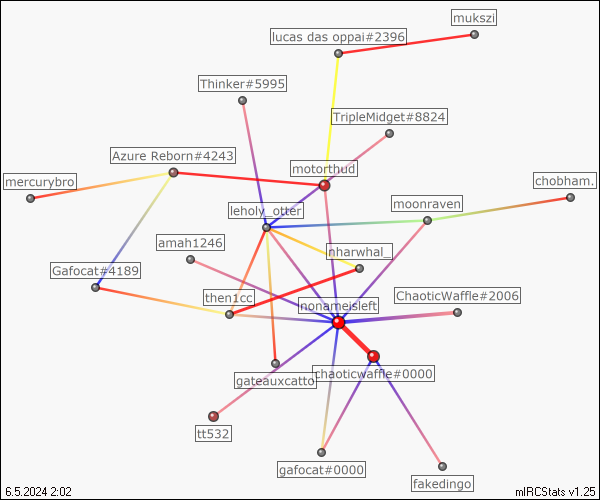 mukszi
lucas das oppai#2396
Thinker#5995
TripleMidget#8824
Azure Reborn#4243
motorthud
mercurybro
chobham.
moonraven
leholy_otter
amah1246
nharwhal_
Gafocat#4189
then1cc
ChaoticWaffle#2006
nonameisleft
chaoticwaffle#0000
gateauxcatto
tt532
gafocat#0000
fakedingo
6.5.2024 2:02
mIRCStats v1.25